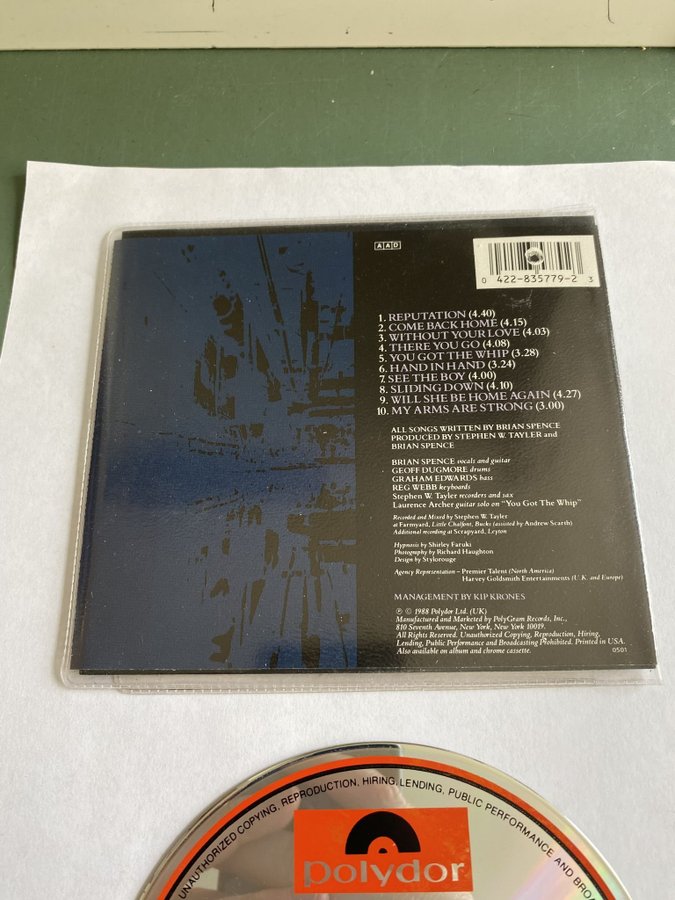 AAD
0 422-835779-2 3
1. REPUTATION (4.40)
2. COME BACK HOME (4.15)
3. WITHOUT YOUR LOVE (4.03)
4. THERE YOU GO (4.08)
5. YOU GOT THE WHIP (3.28)
6. HAND IN HAND (3.24)
7. SEE THE BOY (4.00)
8. SLIDING DOWN (4.10)
9. WILL SHE BE HOME AGAIN (4.27)
10. MY ARMS ARE STRONG (3.00)
ALL SONGS WRITTEN BY BRIAN SPENCE
PRODUCED BY STEPHEN W. TAYLER and
BRIAN SPENCE
BRIAN SPENCE vocals and guitar
GEOFF DUGMORE drums
GRAHAM EDWARDS bass
REG WEBB keyboards
Stephen W. Tayler recorders and sax
Laurence Archer guitar solo on "You Got The Whip"
Recorded and Mixed by Stephen W. Tayler
at Farmyard, Little Chalfont, Bucks (assisted by Andrew Scarth)
Additional recording at Scrapyard, Leyton
Hypnosis by Shirley Faruki
Photography by Richard Haughton
Design by Stylorouge
Agency Representation – Premier Talent (North America)
Harvey Goldsmith Entertainments (U.K. and Europe)
MANAGEMENT BY KIP KRONES
℗ © 1988 Polydor Ltd. (UK)
Manufactured and Marketed by PolyGram Records, Inc.,
810 Seventh Avenue, New York, New York 10019.
All Rights Reserved. Unauthorized Copying, Reproduction, Hiring,
Lending, Public Performance and Broadcasting Prohibited. Printed in USA.
Also available on album and chrome cassette. 0501
UNAUTHORIZED COPYING, REPRODUCTION, HIRING, LENDING, PUBLIC PERFORMANCE AND BROA
polydor